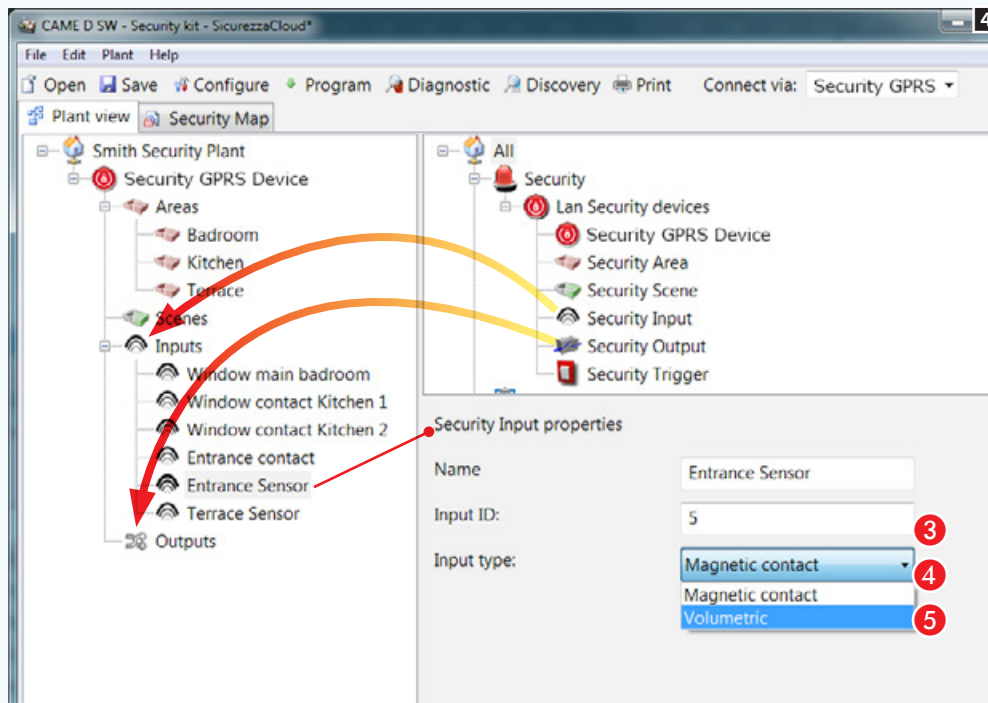 CAME D SW - Security kit - SicurezzaCloud*
4
File Edit Plant Help
Open Save Configure Program Diagnostic Discovery Print Connect via: Security GPRS
Plant view Security Map
Smith Security Plant
Security GPRS Device
Areas
Badroom
Kitchen
Terrace
Scenes
Inputs
Window main badroom
Window contact Kitchen 1
Window contact Kitchen 2
Entrance contact
Entrance Sensor
Terrace Sensor
Outputs
All
Security
Lan Security devices
Security GPRS Device
Security Area
Security Scene
Security Input
Security Output
Security Trigger
Security Input properties
Name Entrance Sensor
Input ID: 5
3
Input type: Magnetic contact
4
Magnetic contact
Volumetric
5